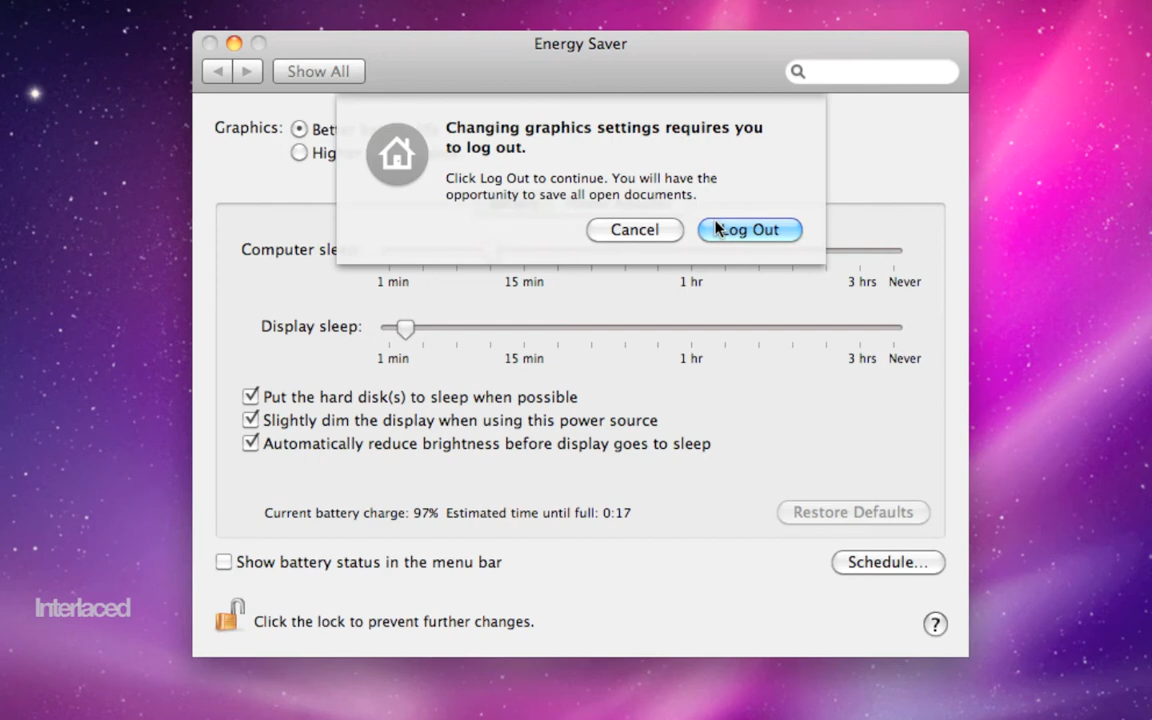 Energy Saver
Show All
Graphics:
Changing graphics settings requires you
to log out.
Click Log Out to continue. You will have the
opportunity to save all open documents.
Cancel Log Out
1 min 15 min 1 hr 3 hrs Never
Display sleep:
1 min 15 min 1 hr 3 hrs Never
Put the hard disk(s) to sleep when possible
Slightly dim the display when using this power source
Automatically reduce brightness before display goes to sleep
Current battery charge: 97% Estimated time until full: 0:17
Restore Defaults
Show battery status in the menu bar
Schedule...
Interlaced
Click the lock to prevent further changes.
?